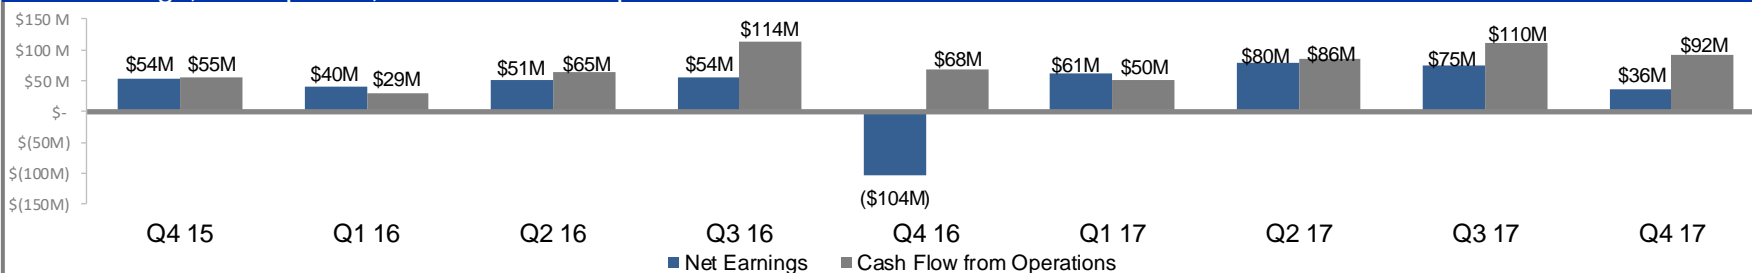 $150 M
$100 M
$50 M
$-
$(50M)
$(100M)
$(150M)
$54M $55M
$40M $29M
$51M $65M
$54M $114M
($104M) $68M
$61M $50M
$80M $86M
$75M $110M
$36M $92M
Q4 15 Q1 16 Q2 16 Q3 16 Q4 16 Q1 17 Q2 17 Q3 17 Q4 17
Net Earnings Cash Flow from Operations